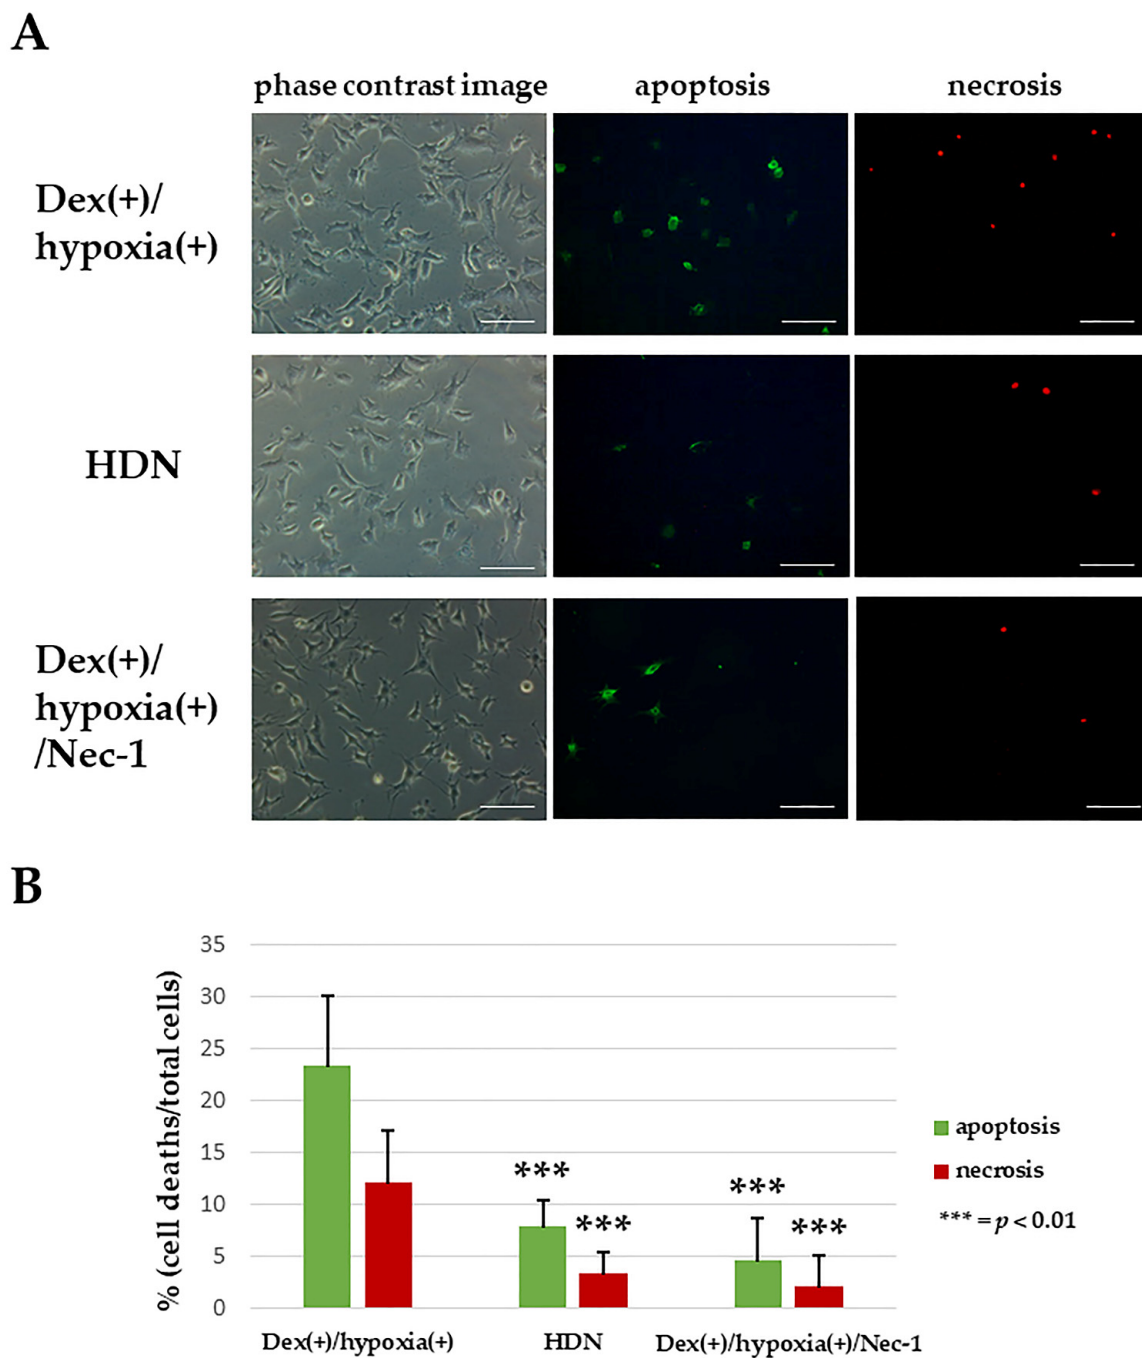 A
phase contrast image
apoptosis
necrosis
Dex(+)/
hypoxia(+)
HDN
Dex(+)/
hypoxia(+)
/Nec-1
B
% (cell deaths/total cells)
35
30
25
20
15
10
5
0
***
***
***
***
apoptosis
necrosis
*** = p < 0.01
Dex(+)/hypoxia(+)
HDN
Dex(+)/hypoxia(+)/Nec-1